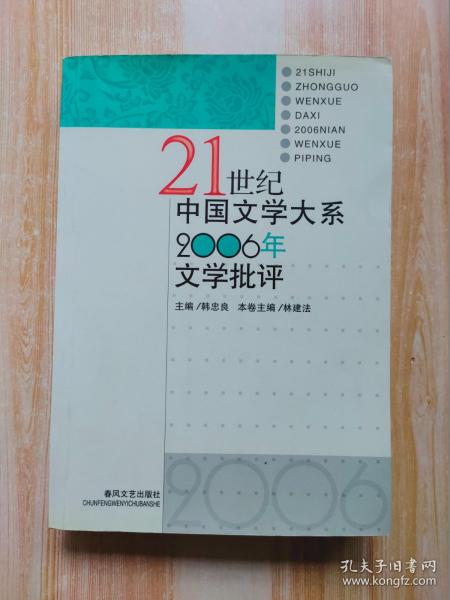 21SHIJI
ZHONGGUO
WENXUE
DAXI
2006NIAN
WENXUE
PIPING
21世纪
中国文学大系
2006年
文学批评
主编/韩忠良 本卷主编/林建法
2006
春风文艺出版社
CHUNFENGWENYICHUBANSHE
孔夫子旧书网
www.kongfz.com